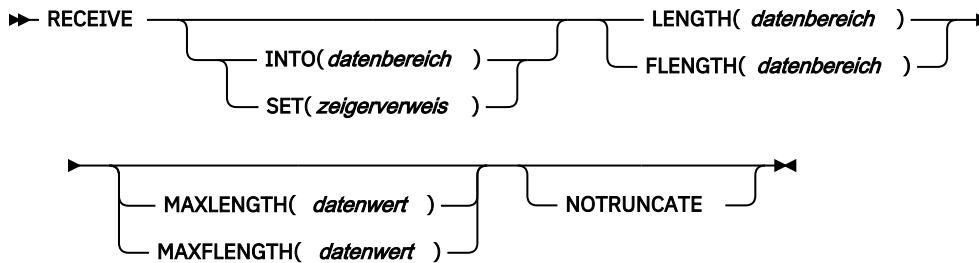 RECEIVE LENGTH( datenbereich )
INTO( datenbereich ) FLENGTH( datenbereich )
SET( zeigerverweis )
MAXLENGTH( datenwert ) NOTRUNCATE
MAXFLENGTH( datenwert )